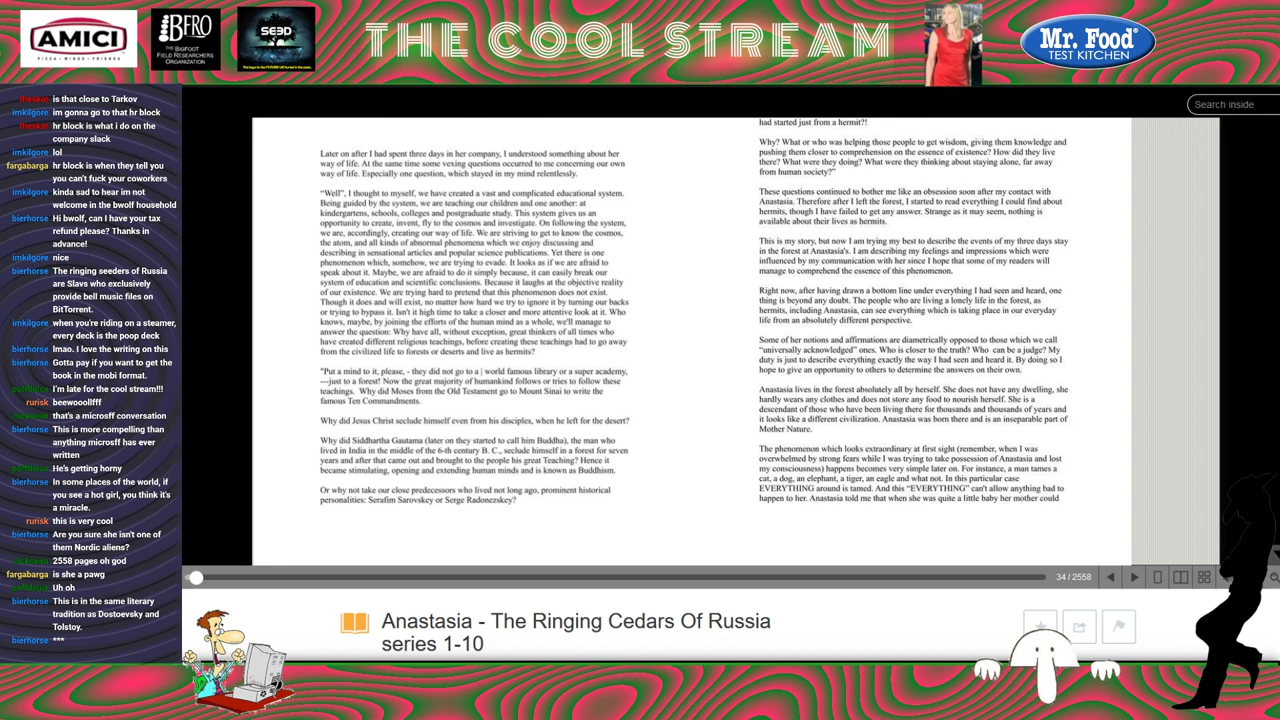 AMICI
PIZZA • WINGS • FRIENDS
BFRO
THE BIGFOOT
FIELD RESEARCHERS
ORGANIZATION
SEED
THE COOL STREAM
Mr. Food®
TEST KITCHEN
theskot is that close to Tarkov
imkilgore im gonna go to that hr block
theskot hr block is what i do on the
company slack
imkilgore lol
fargabarga hr block is when they tell you
you can't fuck your coworkers
imkilgore kinda sad to hear im not
welcome in the bwolf household
bierhorse Hi bwolf, can I have your tax
refund please? Thanks in
advance!
imkilgore nice
bierhorse The ringing seeders of Russia
are Slavs who exclusively
provide bell music files on
BitTorrent.
imkilgore when you're riding on a steamer,
every deck is the poop deck
bierhorse lmao. I love the writing on this
bierhorse Gotta pay if you want to get the
book in the mobi format.
I'm late for the cool stream!!!
rurisk beewooollfff
that's a microsff conversation
bierhorse This is more compelling than
anything microsff has ever
written
He's getting horny
bierhorse In some places of the world, if
you see a hot girl, you think it's
a miracle.
rurisk this is very cool
bierhorse Are you sure she isn't one of
them Nordic aliens?
2558 pages oh god
fargabarga is she a pawg
Uh oh
bierhorse This is in the same literary
tradition as Dostoevsky and
Tolstoy.
bierhorse ***
Search inside
Later on after I had spent three days in her company, I understood something about her
way of life. At the same time some vexing questions occurred to me concerning our own
way of life. Especially one question, which stayed in my mind relentlessly.
“Well”, I thought to myself, we have created a vast and complicated educational system.
Being guided by the system, we are teaching our children and one another: at
kindergartens, schools, colleges and postgraduate study. This system gives us an
opportunity to create, invent, fly to the cosmos and investigate. On following the system,
we are, accordingly, creating our way of life. We are striving to get to know the cosmos,
the atom, and all kinds of abnormal phenomena which we enjoy discussing and
describing in sensational articles and popular science publications. Yet there is one
phenomenon which, somehow, we are trying to evade. It looks as if we are afraid to
speak about it. Maybe, we are afraid to do it simply because, it can easily break our
system of education and scientific conclusions. Because it laughs at the objective reality
of our existence. We are trying hard to pretend that this phenomenon does not exist.
Though it does and will exist, no matter how hard we try to ignore it by turning our backs
or trying to bypass it. Isn't it high time to take a closer and more attentive look at it. Who
knows, maybe, by joining the efforts of the human mind as a whole, we'll manage to
answer the question: Why have all, without exception, great thinkers of all times who
have created different religious teachings, before creating these teachings had to go away
from the civilized life to forests or deserts and live as hermits?
"Put a mind to it, please, - they did not go to a | world famous library or a super academy,
---just to a forest! Now the great majority of humankind follows or tries to follow these
teachings. Why did Moses from the Old Testament go to Mount Sinai to write the
famous Ten Commandments.
Why did Jesus Christ seclude himself even from his disciples, when he left for the desert?
Why did Siddhartha Gautama (later on they started to call him Buddha), the man who
lived in India in the middle of the 6-th century B. C., seclude himself in a forest for seven
years and after that came out and brought to the people his great Teaching? Hence it
became stimulating, opening and extending human minds and is known as Buddhism.
Or why not take our close predecessors who lived not long ago, prominent historical
personalities: Serafim Sarovskey or Serge Radonezskey?
had started just from a hermit?!
Why? What or who was helping those people to get wisdom, giving them knowledge and
pushing them closer to comprehension on the essence of existence? How did they live
there? What were they doing? What were they thinking about staying alone, far away
from human society?"
These questions continued to bother me like an obsession soon after my contact with
Anastasia. Therefore after I left the forest, I started to read everything I could find about
hermits, though I have failed to get any answer. Strange as it may seem, nothing is
available about their lives as hermits.
This is my story, but now I am trying my best to describe the events of my three days stay
in the forest at Anastasia's. I am describing my feelings and impressions which were
influenced by my communication with her since I hope that some of my readers will
manage to comprehend the essence of this phenomenon.
Right now, after having drawn a bottom line under everything I had seen and heard, one
thing is beyond any doubt. The people who are living a lonely life in the forest, as
hermits, including Anastasia, can see everything which is taking place in our everyday
life from an absolutely different perspective.
Some of her notions and affirmations are diametrically opposed to those which we call
“universally acknowledged” ones. Who is closer to the truth? Who can be a judge? My
duty is just to describe everything exactly the way I had seen and heard it. By doing so I
hope to give an opportunity to others to determine the answers on their own.
Anastasia lives in the forest absolutely all by herself. She does not have any dwelling, she
hardly wears any clothes and does not store any food to nourish herself. She is a
descendant of those who have been living there for thousands and thousands of years and
it looks like a different civilization. Anastasia was born there and is an inseparable part of
Mother Nature.
The phenomenon which looks extraordinary at first sight (remember, when I was
overwhelmed by strong fears while I was trying to take possession of Anastasia and lost
my consciousness) happens becomes very simple later on. For instance, a man tames a
cat, a dog, an elephant, a tiger, an eagle and what not. In this particular case
EVERYTHING around is tamed. And this “EVERYTHING” can't allow anything bad to
happen to her. Anastasia told me that when she was quite a little baby her mother could
34 / 2558
Anastasia - The Ringing Cedars Of Russia
series 1-10